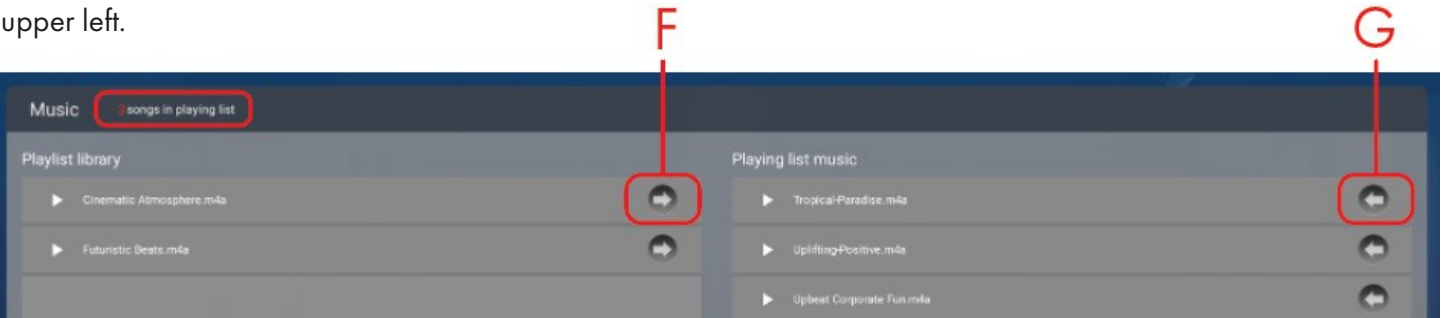 upper left.
F
G
Music 3 songs in playing list
Playlist library
Cinematic Atmosphere.m4a
Futuristic Beats.m4a
Playing list music
Tropical-Paradise.m4a
Uplifting-Positive.m4a
Upbeat Corporate Fun.m4a